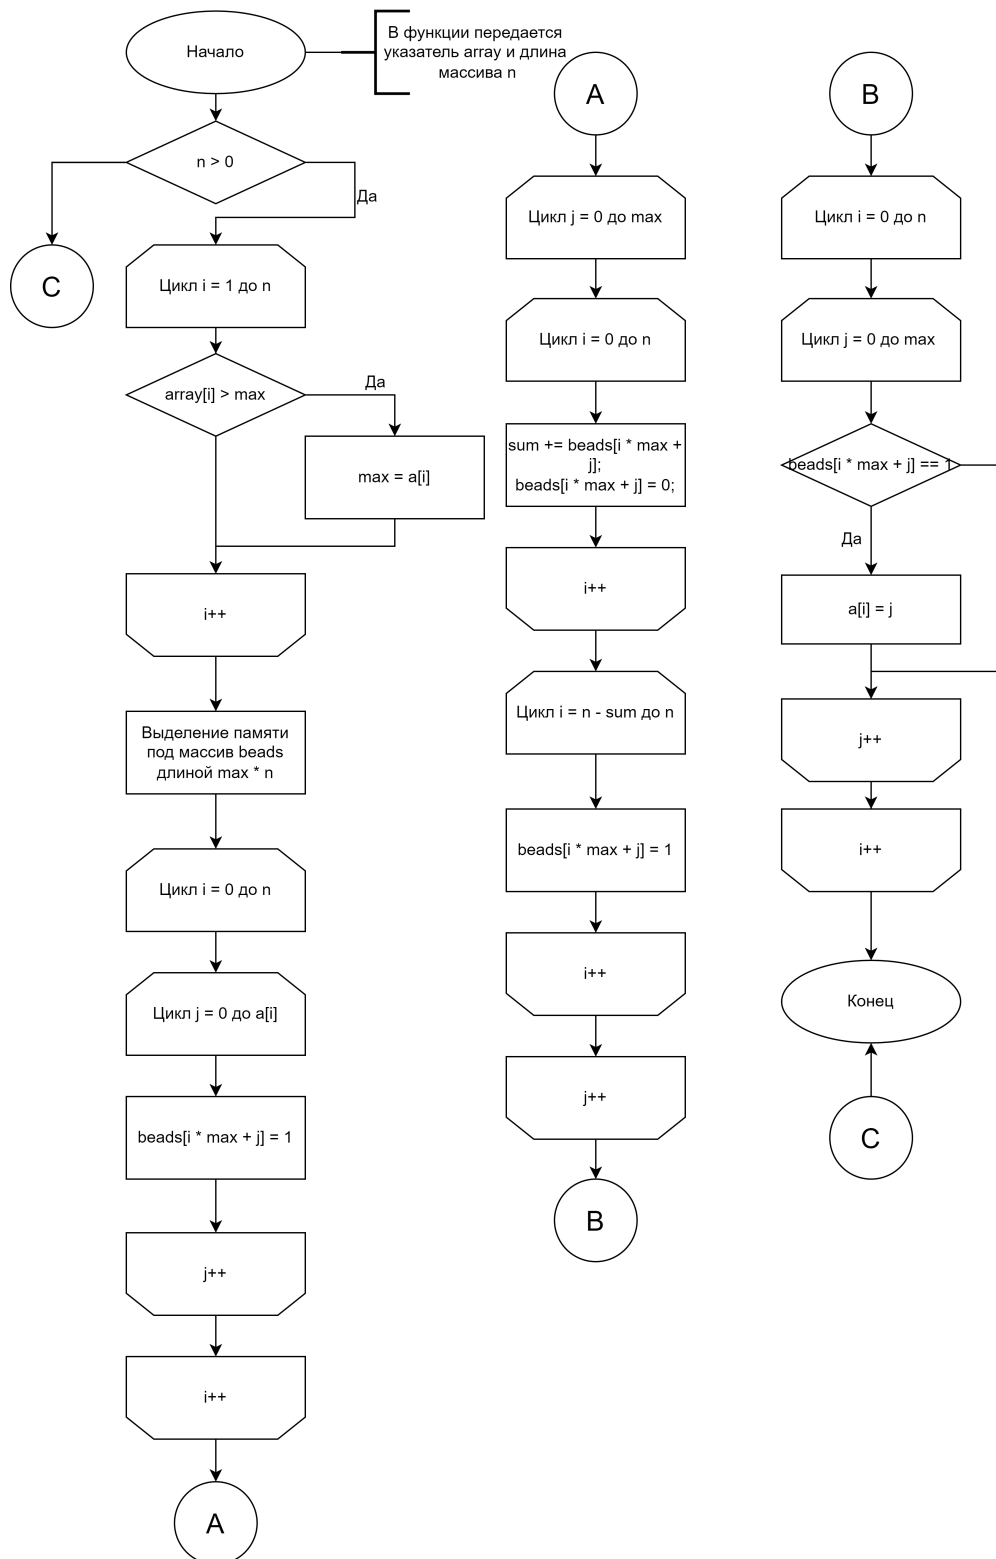 Начало
В функции передается
указатель array и длина
массива n
n > 0
Да
C
Цикл i = 1 до n
array[i] > max
Да
max = a[i]
i++
Выделение памяти
под массив beads
длиной max * n
Цикл i = 0 до n
Цикл j = 0 до a[i]
beads[i * max + j] = 1
j++
i++
A
A
Цикл j = 0 до max
Цикл i = 0 до n
sum += beads[i * max +
j];
beads[i * max + j] = 0;
i++
Цикл i = n - sum до n
beads[i * max + j] = 1
i++
j++
B
B
Цикл i = 0 до n
Цикл j = 0 до max
beads[i * max + j] == 1
Да
a[i] = j
j++
i++
Конец
C